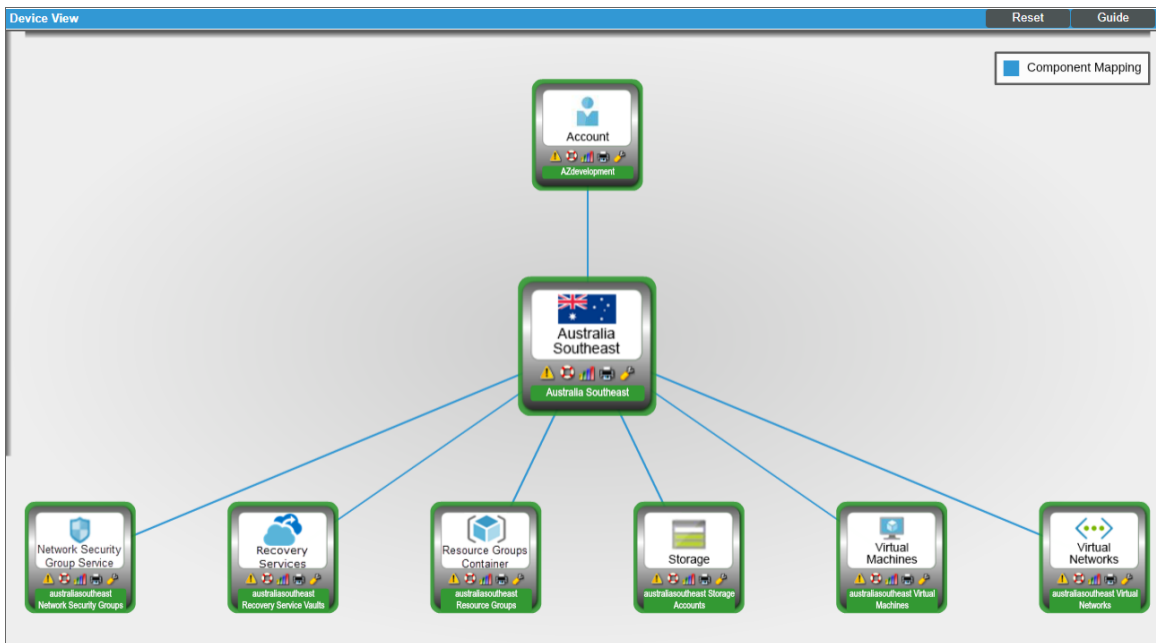 Device View
Reset
Guide
Component Mapping
Account
AZdevelopment
Australia
Southeast
Australia Southeast
Network Security
Group Service
australiasoutheast
Network Security Groups
Recovery
Services
australiasoutheast
Recovery Service Vaults
Resource Groups
Container
australiasoutheast
Resource Groups
Storage
australiasoutheast Storage
Accounts
Virtual
Machines
australiasoutheast Virtual
Machines
Virtual
Networks
australiasoutheast Virtual
Networks